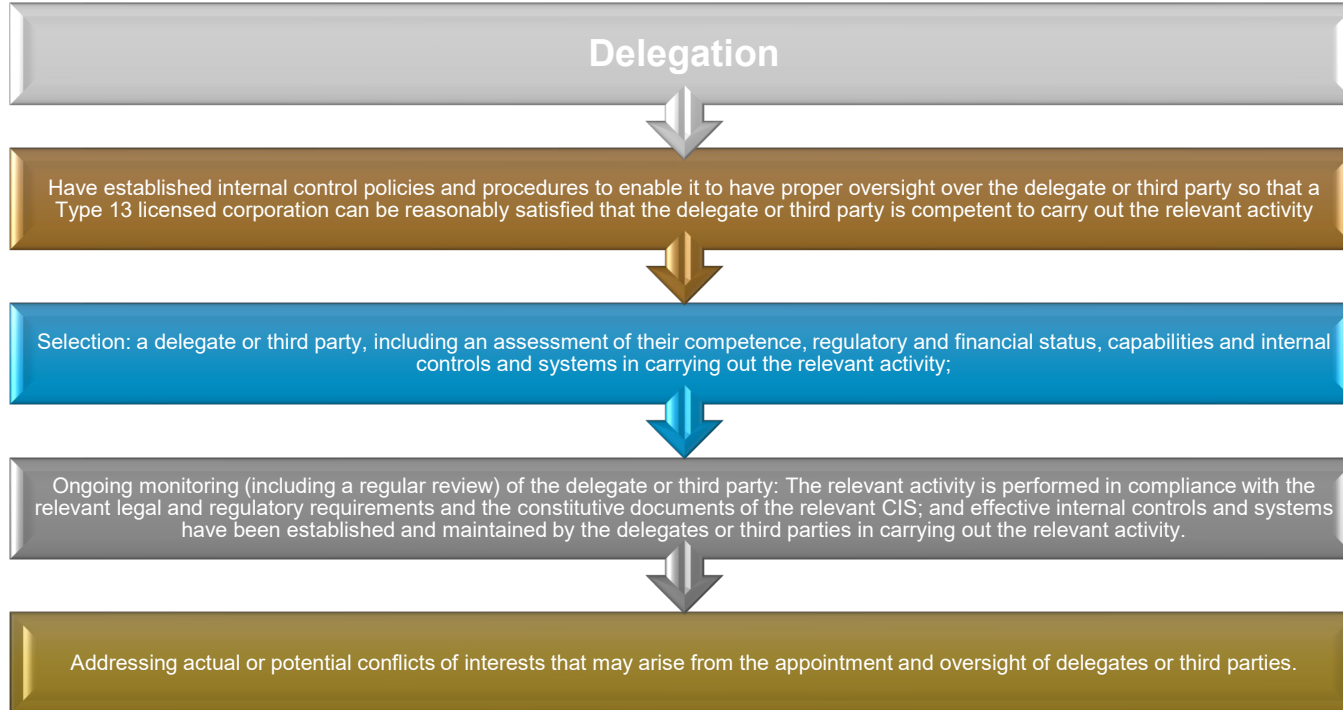 Delegation
Have established internal control policies and procedures to enable it to have proper oversight over the delegate or third party so that a
Type 13 licensed corporation can be reasonably satisfied that the delegate or third party is competent to carry out the relevant activity
Selection: a delegate or third party, including an assessment of their competence, regulatory and financial status, capabilities and internal
controls and systems in carrying out the relevant activity;
Ongoing monitoring (including a regular review) of the delegate or third party: The relevant activity is performed in compliance with the
relevant legal and regulatory requirements and the constitutive documents of the relevant CIS; and effective internal controls and systems
have been established and maintained by the delegates or third parties in carrying out the relevant activity.
Addressing actual or potential conflicts of interests that may arise from the appointment and oversight of delegates or third parties.